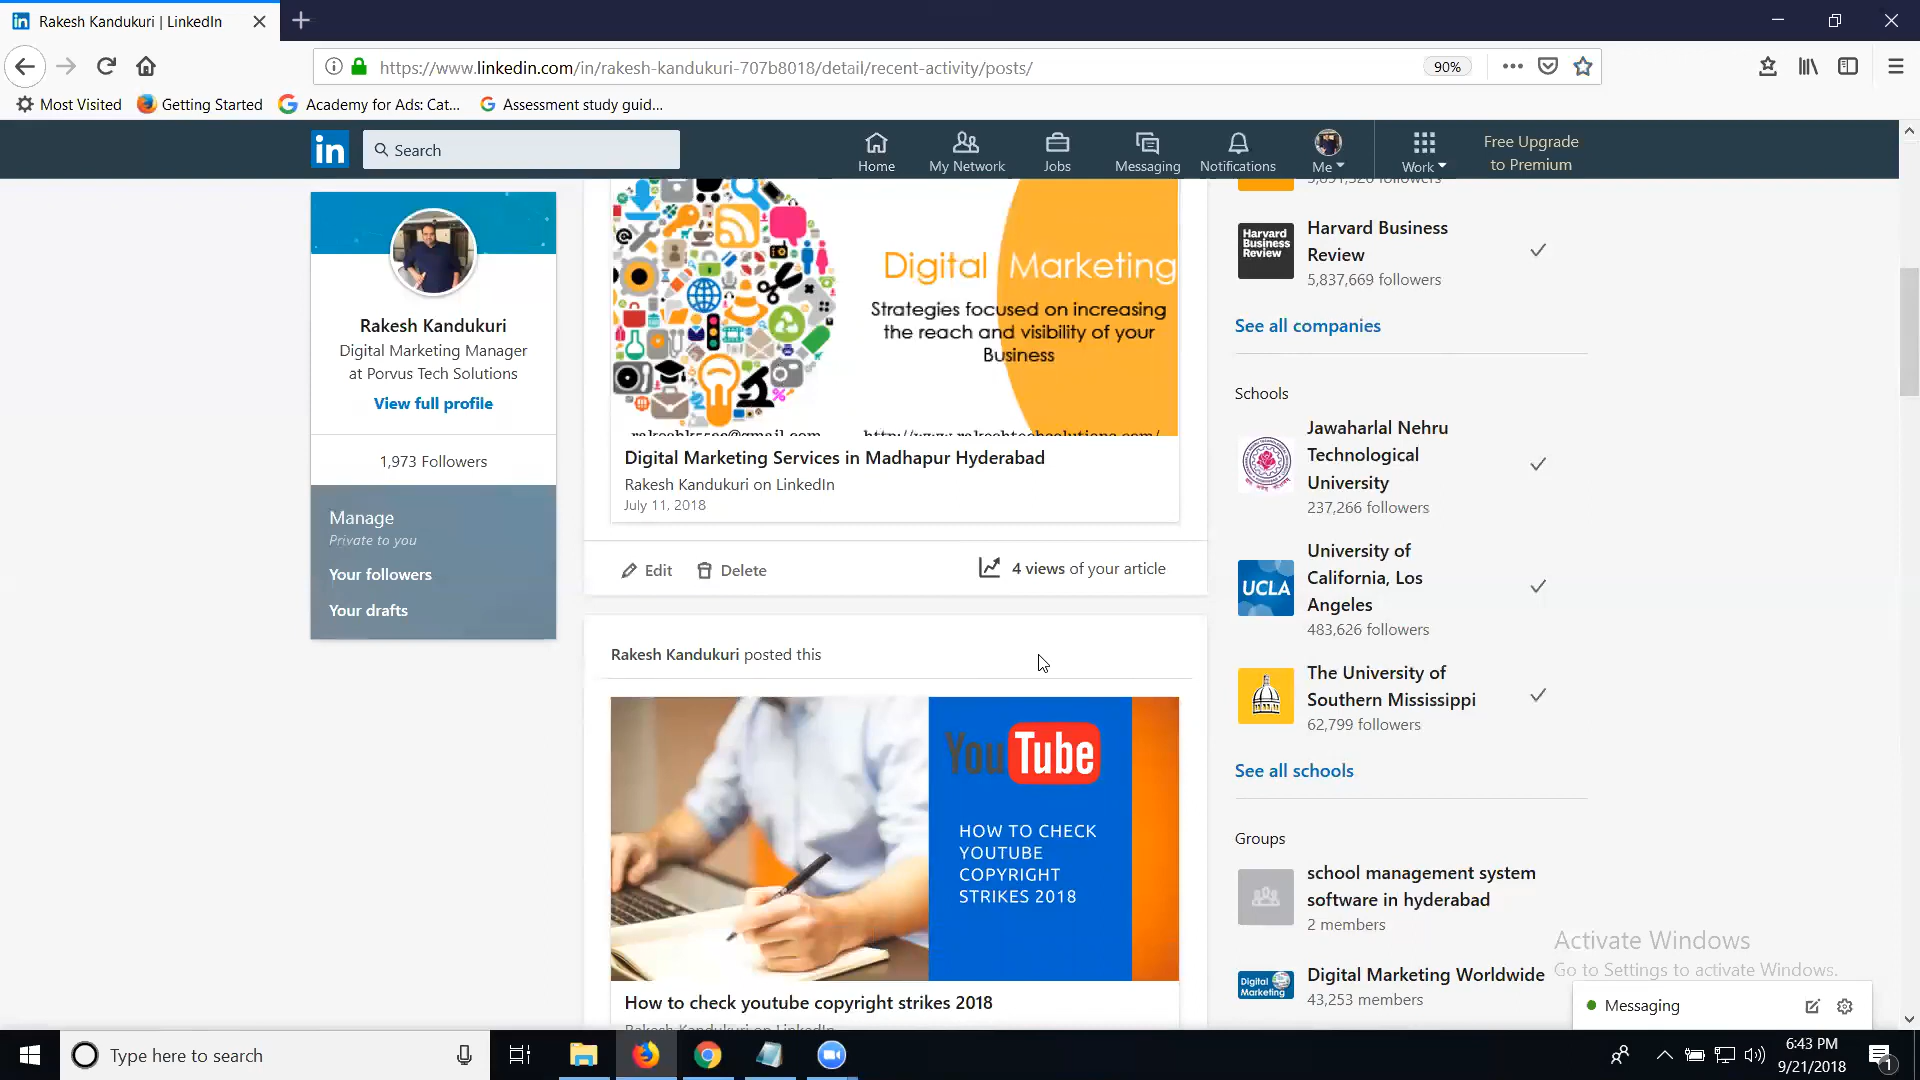 Rakesh Kandukuri | LinkedIn
https://www.linkedin.com/in/rakesh-kandukuri-707b8018/detail/recent-activity/posts/
90%
Most Visited
Getting Started
Academy for Ads: Cat...
Assessment study guid...
in
Search
Home
My Network
Jobs
Messaging
Notifications
Me
Work
Free Upgrade
to Premium
Rakesh Kandukuri
Digital Marketing Manager
at Porvus Tech Solutions
View full profile
1,973 Followers
Manage
Private to you
Your followers
Your drafts
Digital Marketing
Strategies focused on increasing
the reach and visibility of your
Business
Digital Marketing Services in Madhapur Hyderabad
Rakesh Kandukuri on LinkedIn
July 11, 2018
Edit
Delete
4 views of your article
Rakesh Kandukuri posted this
YouTube
HOW TO CHECK
YOUTUBE
COPYRIGHT
STRIKES 2018
How to check youtube copyright strikes 2018
Rakesh Kandukuri on LinkedIn
Harvard
Business
Review
Harvard Business
Review
5,837,669 followers
See all companies
Schools
Jawaharlal Nehru
Technological
University
237,266 followers
UCLA
University of
California, Los
Angeles
483,626 followers
The University of
Southern Mississippi
62,799 followers
See all schools
Groups
school management system
software in hyderabad
2 members
Digital
Marketing
Digital Marketing Worldwide
43,253 members
Activate Windows
Go to Settings to activate Windows.
Messaging
Type here to search
6:43 PM
9/21/2018
1